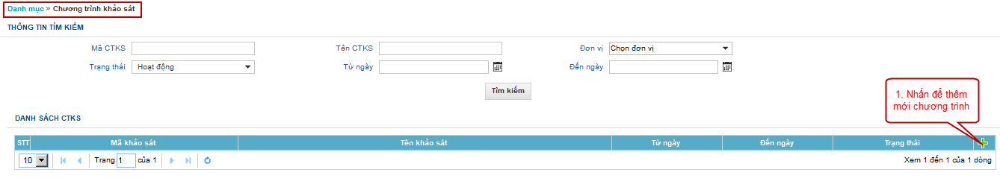 Danh mục » Chương trình khảo sát
THÔNG TIN TÌM KIẾM
Mã CTKS Tên CTKS Đơn vị Chọn đơn vị
Trạng thái Hoạt động Từ ngày Đến ngày
Tìm kiếm
1. Nhấn để thêm
mới chương trình
DANH SÁCH CTKS
STT Mã khảo sát Tên khảo sát Từ ngày Đến ngày Trạng thái
10 Trang 1 của 1 Xem 1 đến 1 của 1 dòng